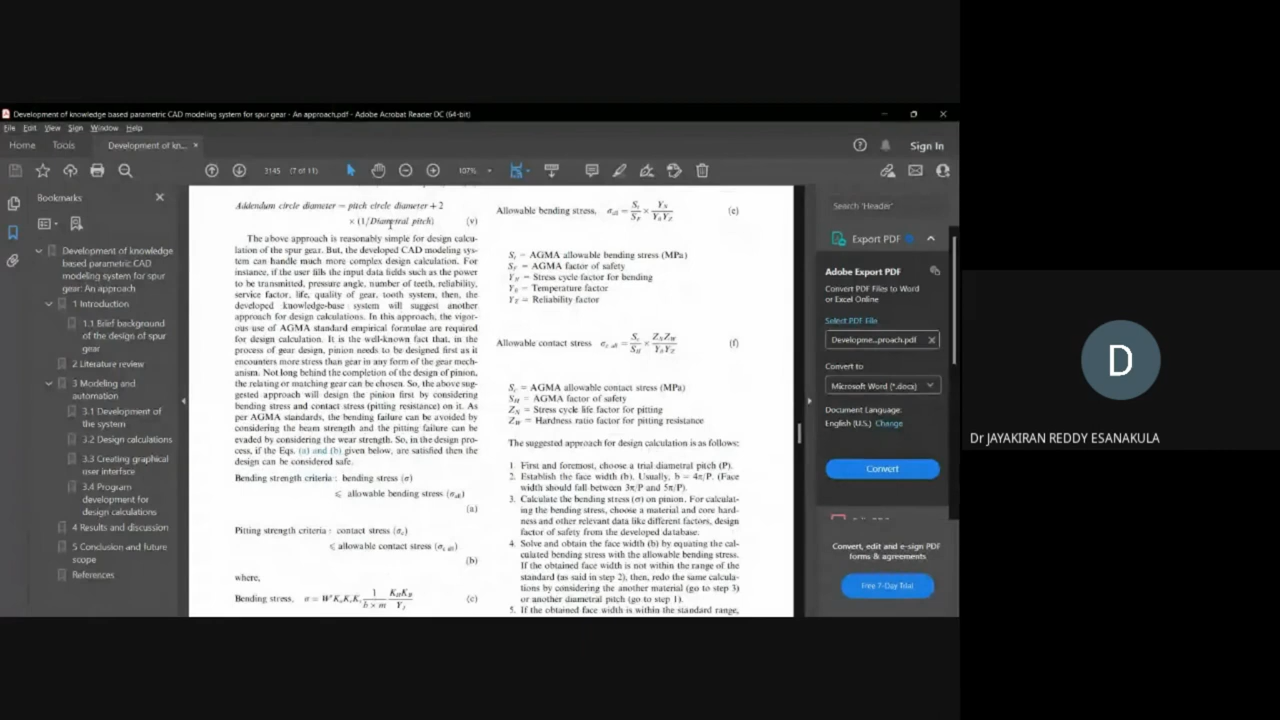 Development of knowledge based parametric CAD modeling system for spur gear - An approach.pdf - Adobe Acrobat Reader DC (64-bit)
File Edit View Sign Window Help
Home Tools Development of kn... × Sign In
3145 (7 of 11) 107%
Bookmarks
Development of knowledge
based parametric CAD
modeling system for spur
gear: An approach
1 Introduction
1.1 Brief background
of the design of spur
gear
2 Literature review
3 Modeling and
automation
3.1 Development of
the system
3.2 Design calculations
3.3 Creating graphical
user interface
3.4 Program
development for
design calculations
4 Results and discussion
5 Conclusion and future
scope
References
Addendum circle diameter = pitch circle diameter + 2
× (1/Diametral pitch) (v)
The above approach is reasonably simple for design calcu-
lation of the spur gear. But, the developed CAD modeling sys-
tem can handle much more complex design calculation. For
instance, if the user fills the input data fields such as the power
to be transmitted, pressure angle, number of teeth, reliability,
service factor, life, quality of gear, tooth system, then, the
developed knowledge-base system will suggest another
approach for design calculations. In this approach, the vigor-
ous use of AGMA standard empirical formulae are required
for design calculation. It is the well-known fact that, in the
process of gear design, pinion needs to be designed first as it
encounters more stress than gear in any form of the gear mech-
anism. Not long behind the completion of the design of pinion,
the relating or matching gear can be chosen. So, the above sug-
gested approach will design the pinion first by considering
bending stress and contact stress (pitting resistance) on it. As
per AGMA standards, the bending failure can be avoided by
considering the beam strength and the pitting failure can be
evaded by considering the wear strength. So, in the design pro-
cess, if the Eqs. (a) and (b) given below, are satisfied then the
design can be considered safe.
Bending strength criteria : bending stress (σ)
⩽ allowable bending stress (σall)
(a)
Pitting strength criteria : contact stress (σc)
⩽ allowable contact stress (σc,all)
(b)
where,
Bending stress, (c)
Allowable bending stress, σall = St/SF × YN/YθYZ (e)
St = AGMA allowable bending stress (MPa)
SF = AGMA factor of safety
YN = Stress cycle factor for bending
Yθ = Temperature factor
YZ = Reliability factor
Allowable contact stress σc,all = Sc/SH × ZNZW/YθYZ (f)
Sc = AGMA allowable contact stress (MPa)
SH = AGMA factor of safety
ZN = Stress cycle life factor for pitting
ZW = Hardness ratio factor for pitting resistance
The suggested approach for design calculation is as follows:
1. First and foremost, choose a trial diametral pitch (P).
2. Establish the face width (b). Usually, b = 4π/P. (Face
width should fall between 3π/P and 5π/P).
3. Calculate the bending stress (σ) on pinion. For calculat-
ing the bending stress, choose a material and core hard-
ness and other relevant data like different factors, design
factor of safety from the developed database.
4. Solve and obtain the face width (b) by equating the cal-
culated bending stress with the allowable bending stress.
If the obtained face width is not within the range of the
standard (as said in step 2), then, redo the same calcula-
tions by considering the another material (go to step 3)
or another diametral pitch (go to step 1).
5. If the obtained face width is within the standard range,
Search 'Header'
Export PDF
Adobe Export PDF
Convert PDF Files to Word
or Excel Online
Select PDF File
Developme...proach.pdf ×
Convert to
Microsoft Word (*.docx)
Document Language:
English (U.S.) Change
Convert
Convert, edit and e-sign PDF
forms & agreements
Free 7-Day Trial
D
Dr JAYAKIRAN REDDY ESANAKULA